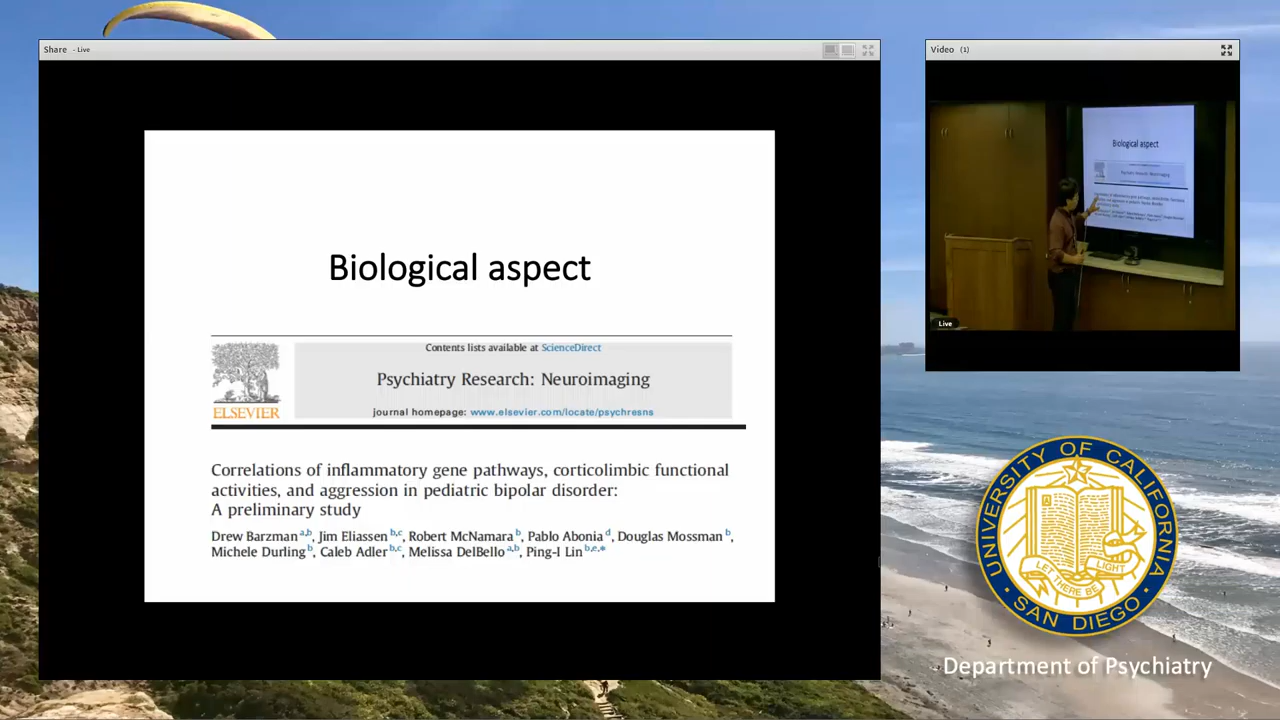 Share - Live
Biological aspect
Contents lists available at ScienceDirect
Psychiatry Research: Neuroimaging
journal homepage: www.elsevier.com/locate/psychresns
ELSEVIER
Correlations of inflammatory gene pathways, corticolimbic functional
activities, and aggression in pediatric bipolar disorder:
A preliminary study
Drew Barzman a,b, Jim Eliassen b,c, Robert McNamara b, Pablo Abonia d, Douglas Mossman b,
Michele Durling b, Caleb Adler b,c, Melissa DelBello a,b, Ping-I Lin b,e,*
Video (1)
Biological aspect
Psychiatry Research: Neuroimaging
Live
UNIVERSITY OF CALIFORNIA
LET THERE BE LIGHT
SAN DIEGO
Department of Psychiatry